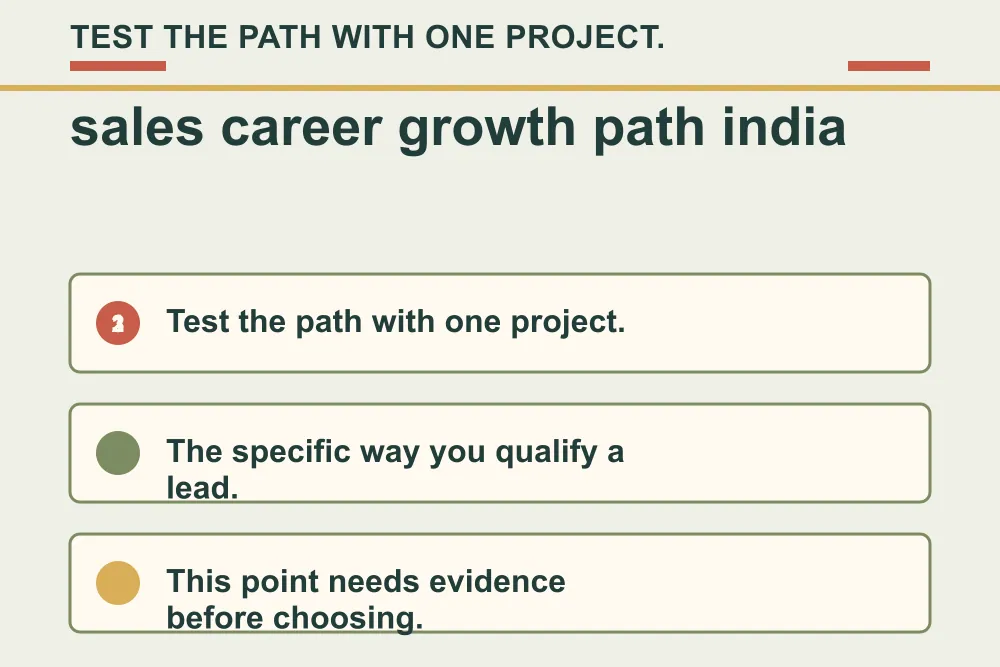 TEST THE PATH WITH ONE PROJECT.
sales career growth path india
Test the path with one project.
The specific way you qualify a
lead.
This point needs evidence
before choosing.